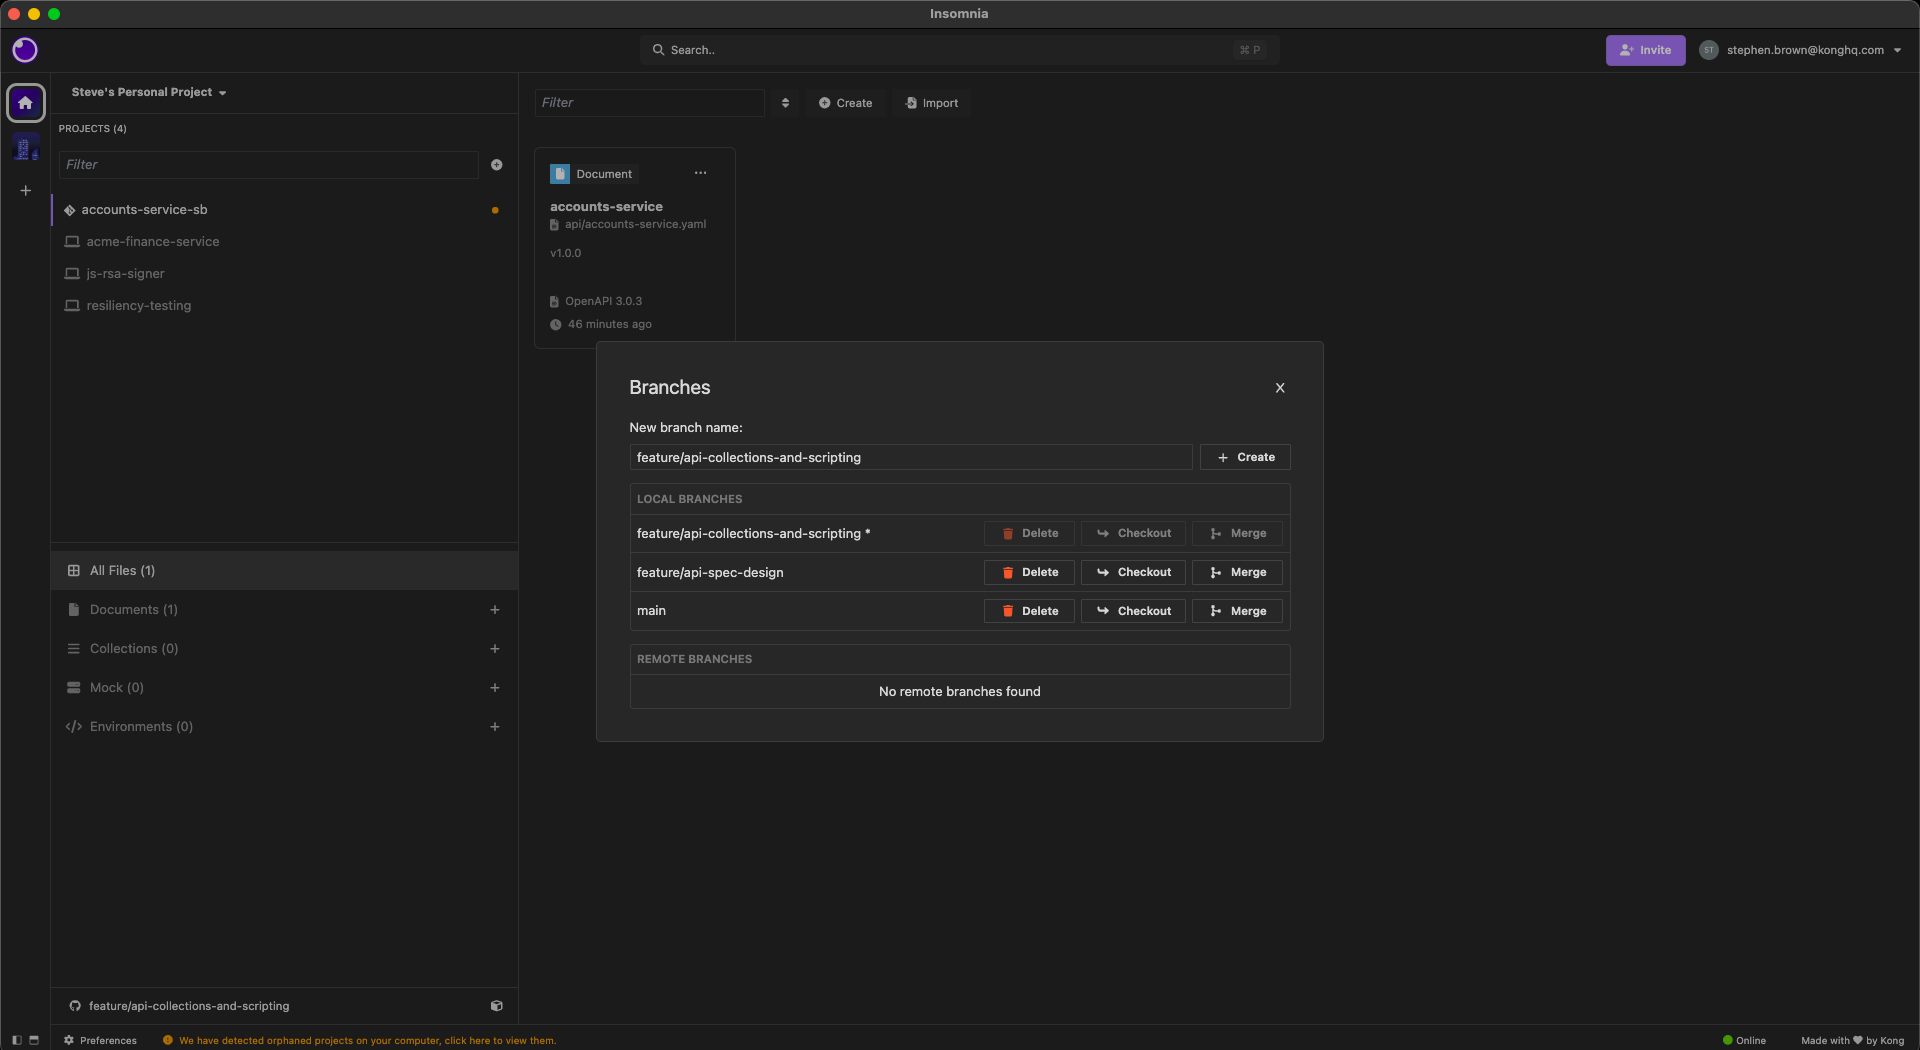 Insomnia
Search..
⌘ P
Invite
ST
stephen.brown@konghq.com
Steve's Personal Project
PROJECTS (4)
Filter
accounts-service-sb
acme-finance-service
js-rsa-signer
resiliency-testing
Filter
Create
Import
Document
accounts-service
api/accounts-service.yaml
v1.0.0
OpenAPI 3.0.3
46 minutes ago
Branches
X
New branch name:
feature/api-collections-and-scripting
+ Create
LOCAL BRANCHES
feature/api-collections-and-scripting * Delete Checkout Merge
feature/api-spec-design Delete Checkout Merge
main Delete Checkout Merge
REMOTE BRANCHES
No remote branches found
All Files (1)
Documents (1)
Collections (0)
Mock (0)
Environments (0)
feature/api-collections-and-scripting
Preferences
We have detected orphaned projects on your computer, click here to view them.
Online
Made with ♥ by Kong